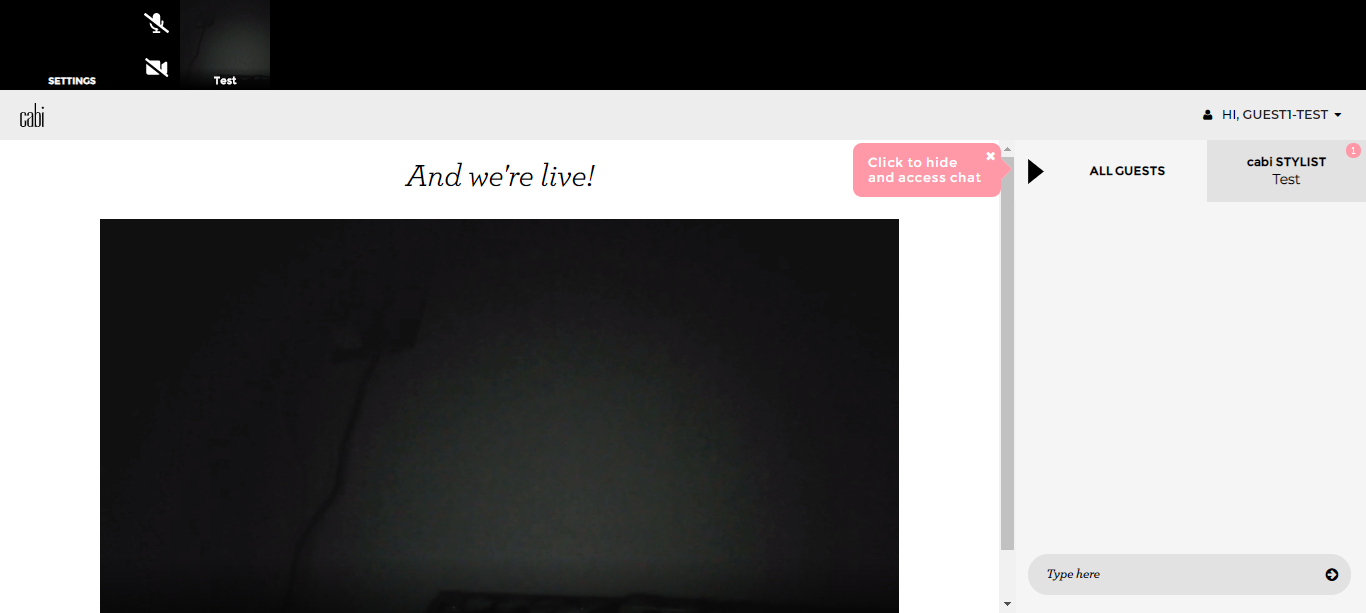 SETTINGS
Test
cabi
HI, GUEST1-TEST
And we're live!
Click to hide
and access chat
ALL GUESTS
cabi STYLIST
Test
1
Type here